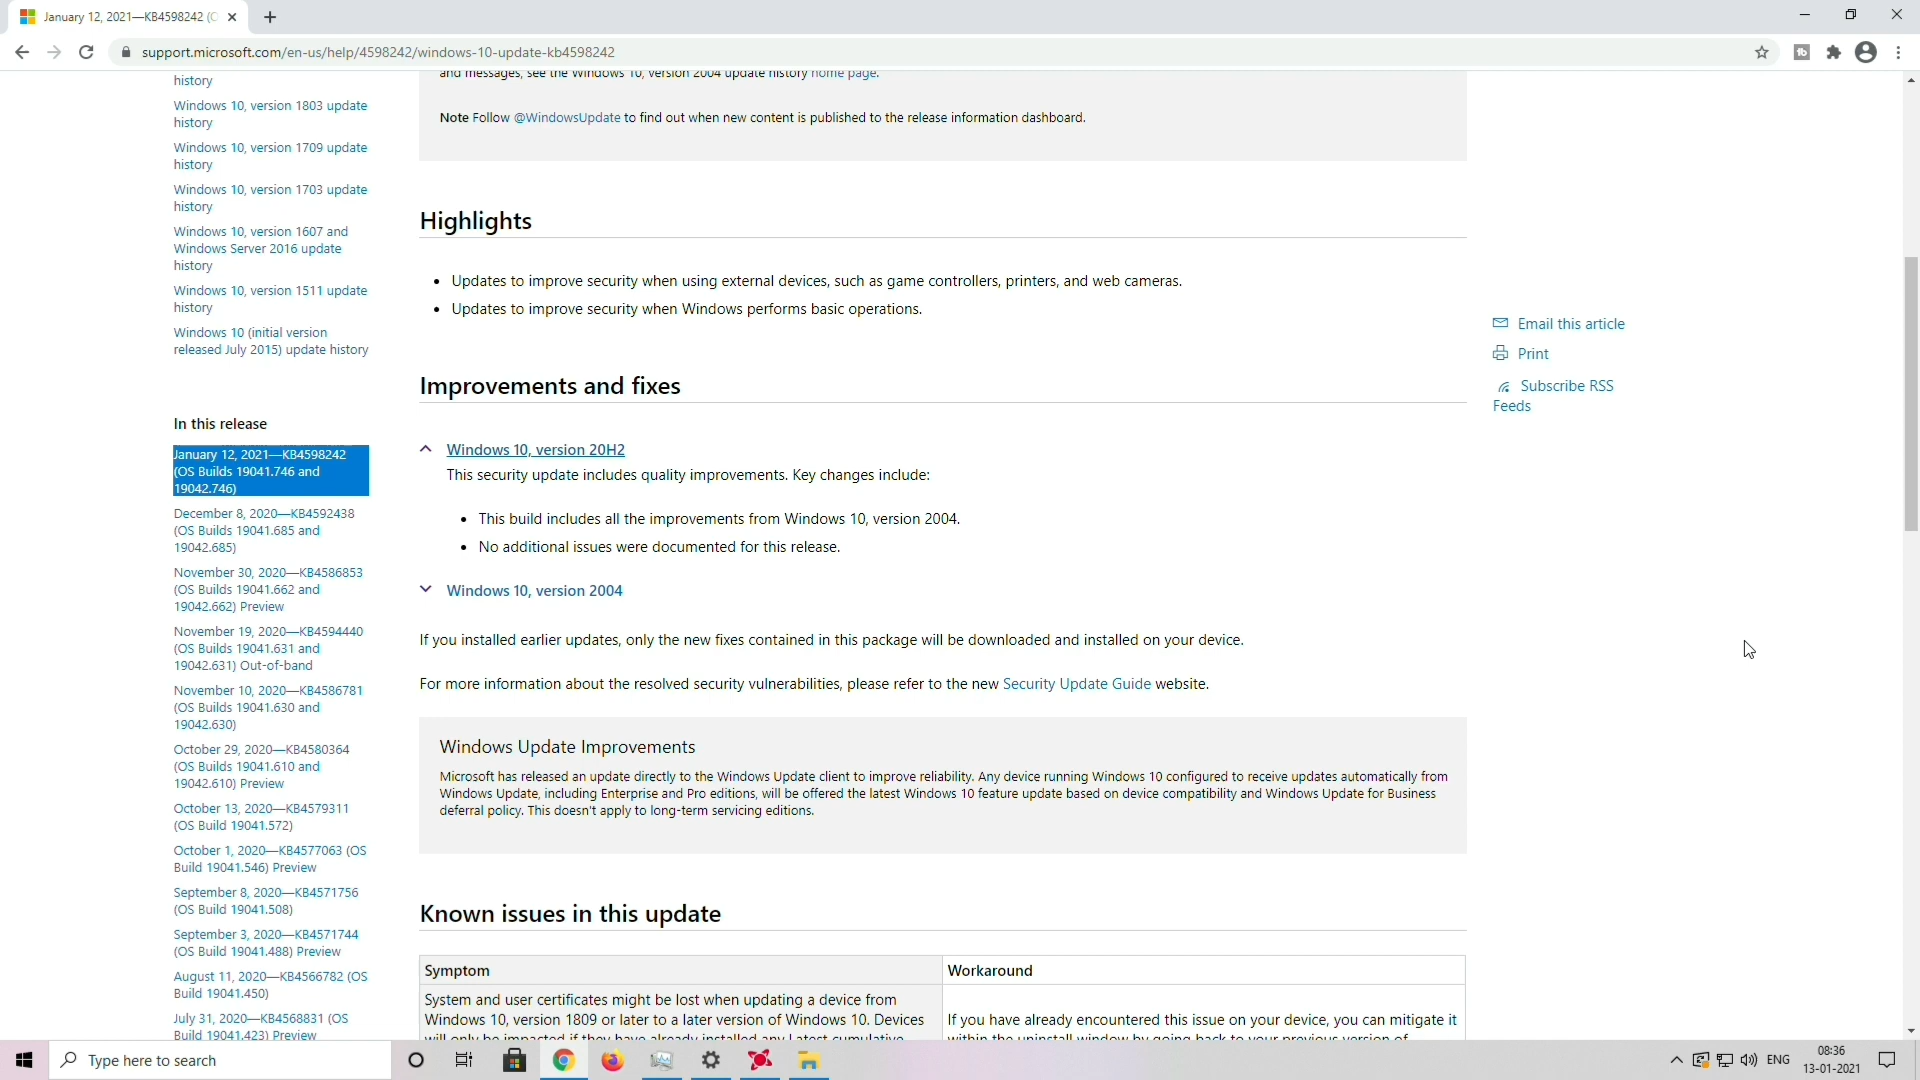 January 12, 2021—KB4598242 (
support.microsoft.com/en-us/help/4598242/windows-10-update-kb4598242
history
Windows 10, version 1803 update
history
Windows 10, version 1709 update
history
Windows 10, version 1703 update
history
Windows 10, version 1607 and
Windows Server 2016 update
history
Windows 10, version 1511 update
history
Windows 10 (initial version
released July 2015) update history
In this release
January 12, 2021—KB4598242
(OS Builds 19041.746 and
19042.746)
December 8, 2020—KB4592438
(OS Builds 19041.685 and
19042.685)
November 30, 2020—KB4586853
(OS Builds 19041.662 and
19042.662) Preview
November 19, 2020—KB4594440
(OS Builds 19041.631 and
19042.631) Out-of-band
November 10, 2020—KB4586781
(OS Builds 19041.630 and
19042.630)
October 29, 2020—KB4580364
(OS Builds 19041.610 and
19042.610) Preview
October 13, 2020—KB4579311
(OS Build 19041.572)
October 1, 2020—KB4577063 (OS
Build 19041.546) Preview
September 8, 2020—KB4571756
(OS Build 19041.508)
September 3, 2020—KB4571744
(OS Build 19041.488) Preview
August 11, 2020—KB4566782 (OS
Build 19041.450)
July 31, 2020—KB4568831 (OS
Build 19041.423) Preview
and messages, see the Windows 10, version 2004 update history home page.
Note Follow @WindowsUpdate to find out when new content is published to the release information dashboard.
Highlights
• Updates to improve security when using external devices, such as game controllers, printers, and web cameras.
• Updates to improve security when Windows performs basic operations.
Improvements and fixes
Windows 10, version 20H2
This security update includes quality improvements. Key changes include:
• This build includes all the improvements from Windows 10, version 2004.
• No additional issues were documented for this release.
Windows 10, version 2004
If you installed earlier updates, only the new fixes contained in this package will be downloaded and installed on your device.
For more information about the resolved security vulnerabilities, please refer to the new Security Update Guide website.
Windows Update Improvements
Microsoft has released an update directly to the Windows Update client to improve reliability. Any device running Windows 10 configured to receive updates automatically from
Windows Update, including Enterprise and Pro editions, will be offered the latest Windows 10 feature update based on device compatibility and Windows Update for Business
deferral policy. This doesn't apply to long-term servicing editions.
Known issues in this update
Symptom
Workaround
System and user certificates might be lost when updating a device from
Windows 10, version 1809 or later to a later version of Windows 10. Devices
will only be impacted if they have already installed any Latest cumulative
If you have already encountered this issue on your device, you can mitigate it
within the uninstall window by going back to your previous version of
Email this article
Print
Subscribe RSS
Feeds
Type here to search
ENG
08:36
13-01-2021